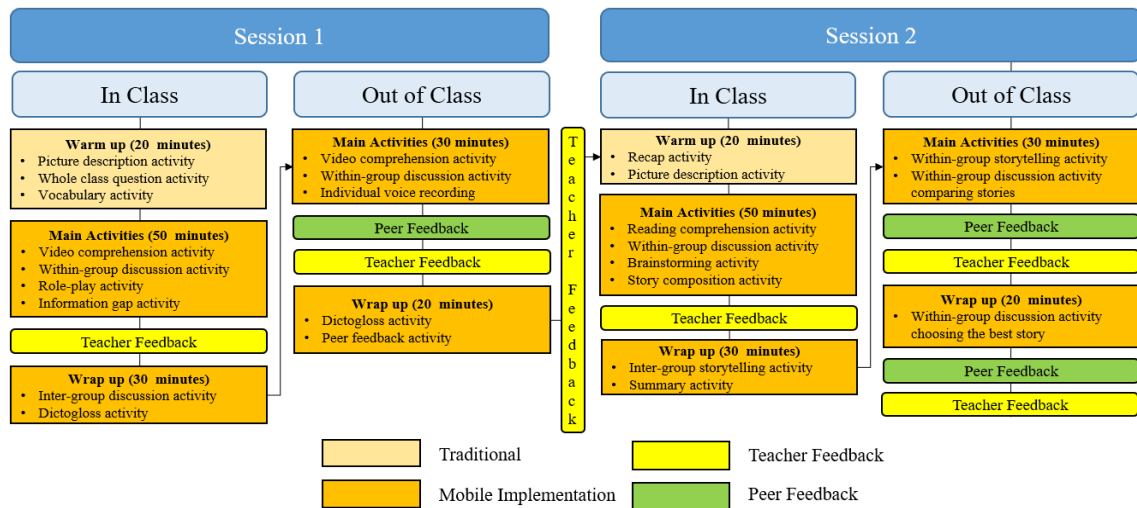 Session 1
In Class
Warm up (20 minutes)
• Picture description activity
• Whole class question activity
• Vocabulary activity
Main Activities (50 minutes)
• Video comprehension activity
• Within-group discussion activity
• Role-play activity
• Information gap activity
Teacher Feedback
Wrap up (30 minutes)
• Inter-group discussion activity
• Dictogloss activity
Out of Class
Main Activities (30 minutes)
• Video comprehension activity
• Within-group discussion activity
• Individual voice recording
Peer Feedback
Teacher Feedback
Wrap up (20 minutes)
• Dictogloss activity
• Peer feedback activity
Teacher Feedback
Session 2
In Class
Warm up (20 minutes)
• Recap activity
• Picture description activity
Main Activities (50 minutes)
• Reading comprehension activity
• Within-group discussion activity
• Brainstorming activity
• Story composition activity
Teacher Feedback
Wrap up (30 minutes)
• Inter-group storytelling activity
• Summary activity
Out of Class
Main Activities (30 minutes)
• Within-group storytelling activity
• Within-group discussion activity
comparing stories
Peer Feedback
Teacher Feedback
Wrap up (20 minutes)
• Within-group discussion activity
choosing the best story
Peer Feedback
Teacher Feedback
Traditional
Mobile Implementation
Teacher Feedback
Peer Feedback